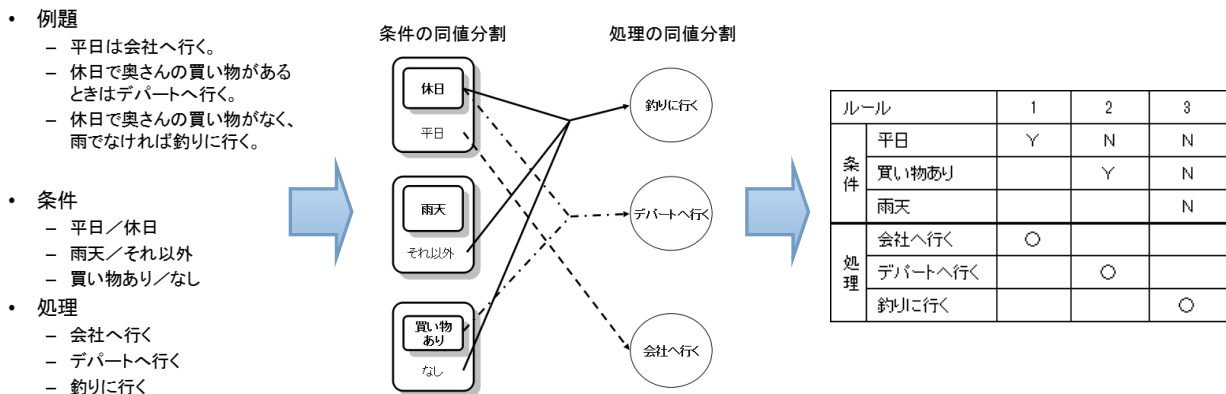 • 例題
– 平日は会社へ行く。
– 休日で奥さんの買い物がある
ときはデパートへ行く。
– 休日で奥さんの買い物がなく、
雨でなければ釣りに行く。
• 条件
– 平日／休日
– 雨天／それ以外
– 買い物あり／なし
• 処理
– 会社へ行く
– デパートへ行く
– 釣りに行く
条件の同値分割
休日
平日
雨天
それ以外
買い物
あり
なし
処理の同値分割
釣りに行く
デパートへ行く
会社へ行く
ルール 1 2 3
条件
平日 Y N N
買い物あり Y N
雨天 N
処理
会社へ行く ○
デパートへ行く ○
釣りに行く ○